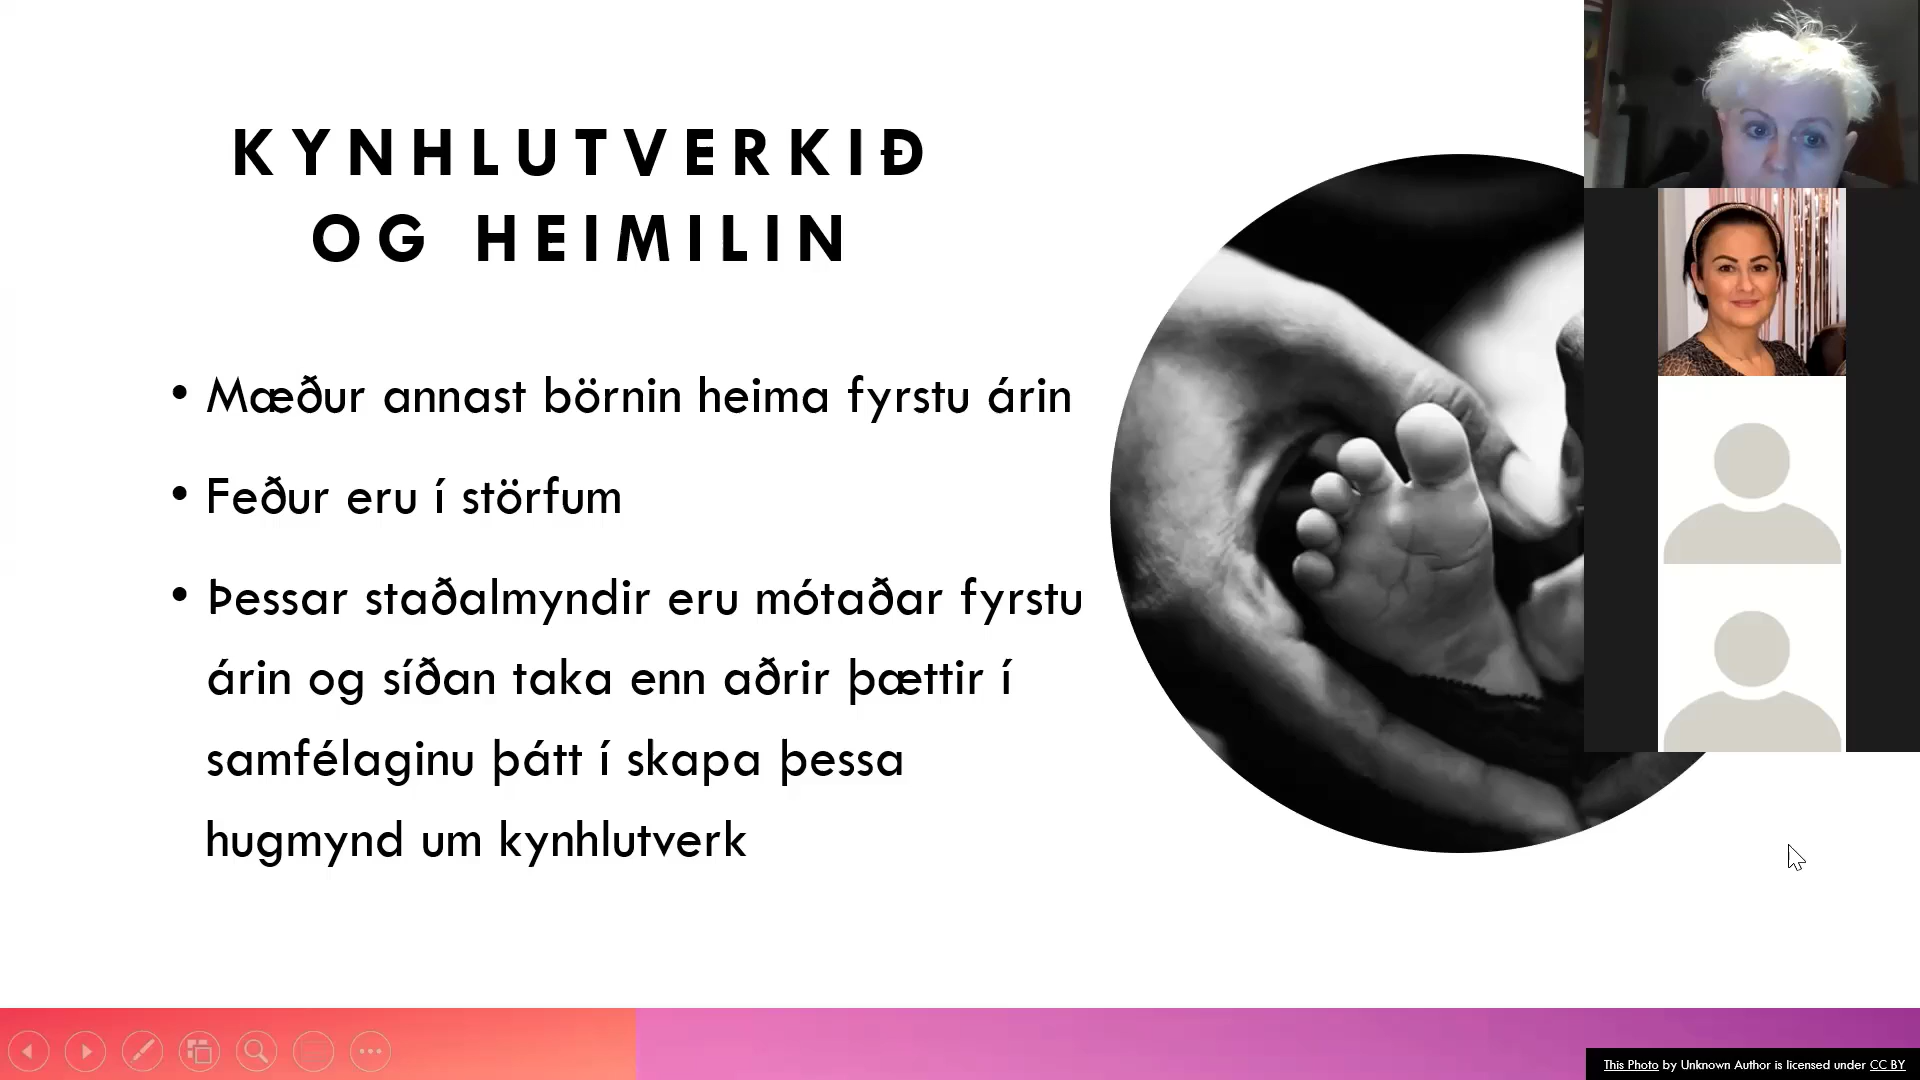 KYNHLUTVERKIÐ
OG HEIMILIN
• Mæður annast börnin heima fyrstu árin
• Feður eru í störfum
• Þessar staðalmyndir eru mótaðar fyrstu
árin og síðan taka enn aðrir þættir í
samfélaginu þátt í skapa þessa
hugmynd um kynhlutverk
This Photo by Unknown Author is licensed under CC BY